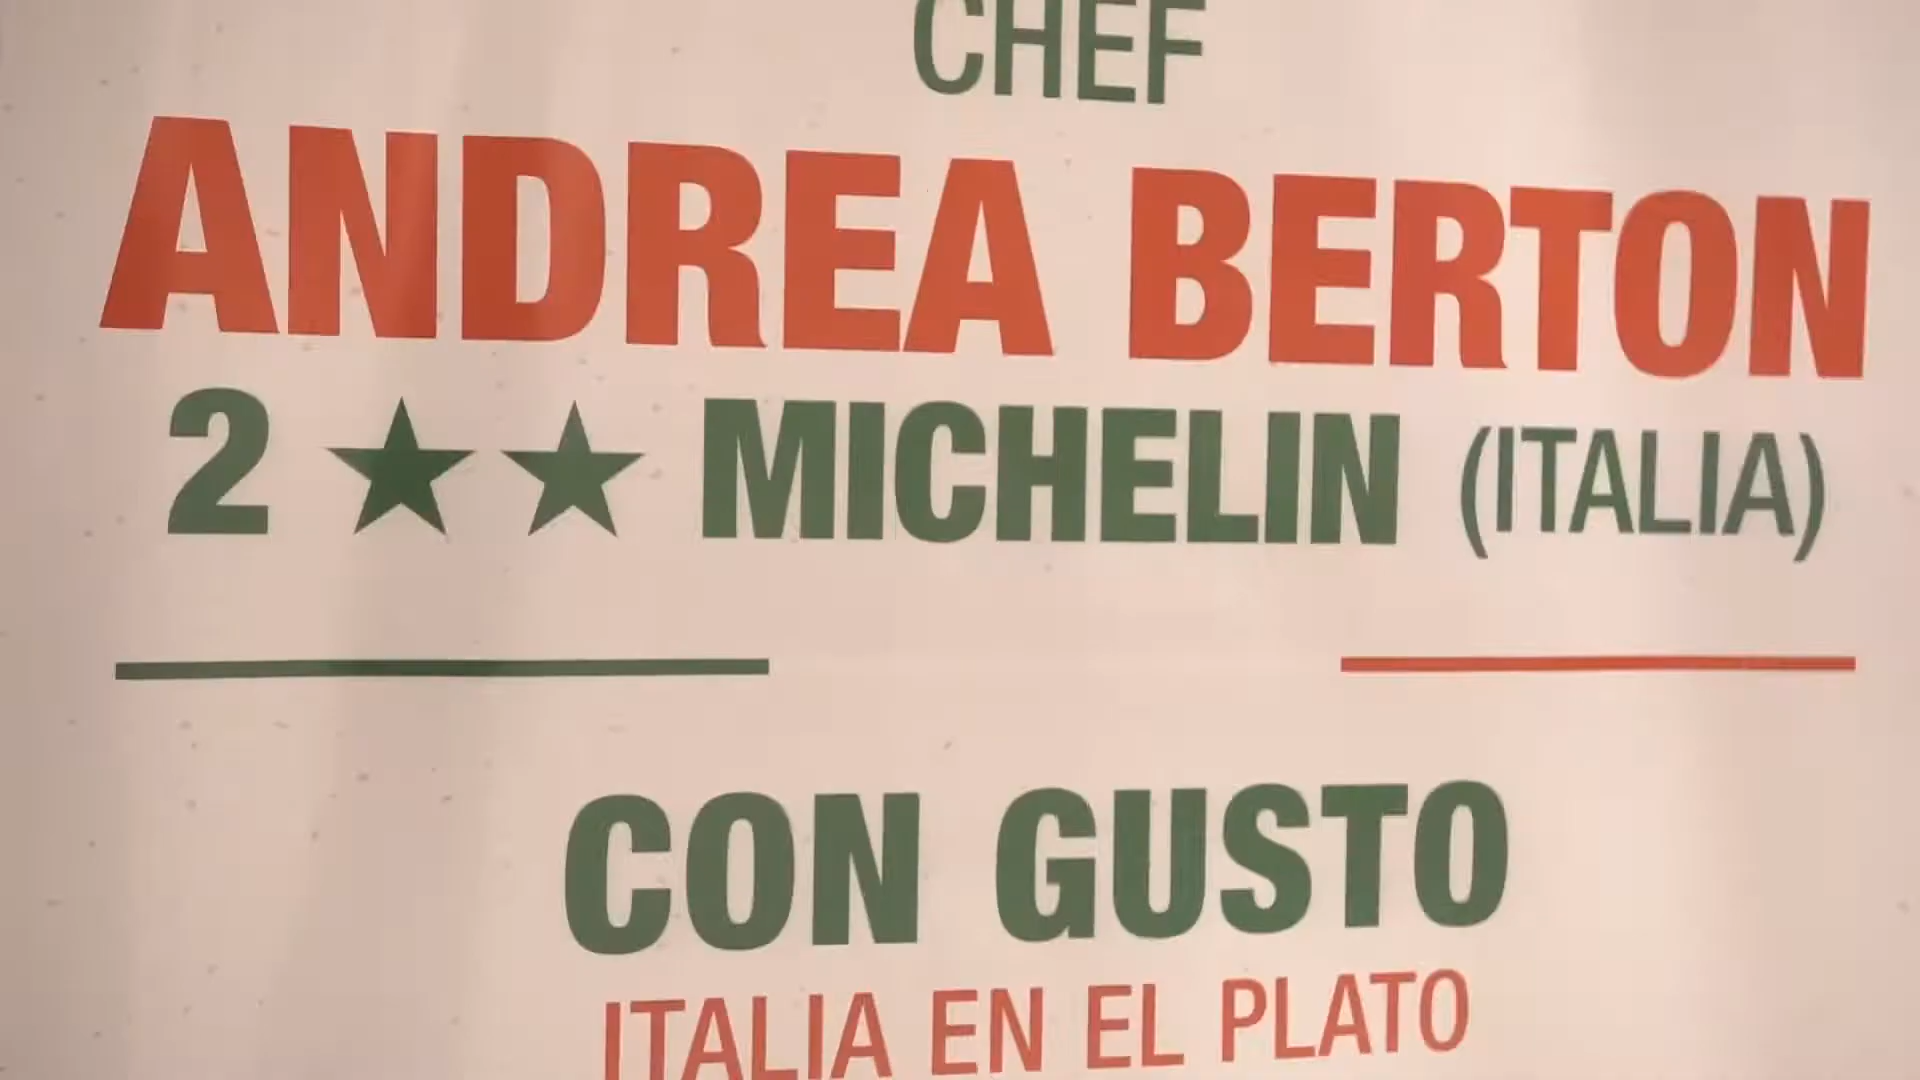 CHEF
ANDREA BERTON
2 ★★ MICHELIN (ITALIA)
CON GUSTO
ITALIA EN EL PLATO